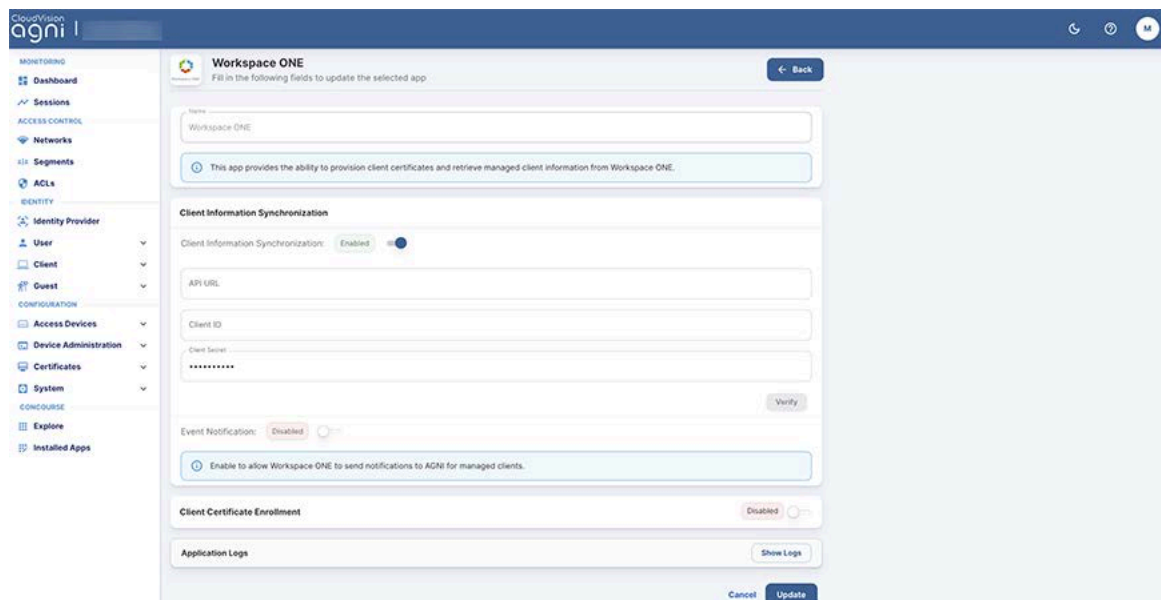 CloudVision
agni
M
MONITORING
Dashboard
Sessions
ACCESS CONTROL
Networks
Segments
ACLs
IDENTITY
Identity Provider
User
Client
Guest
CONFIGURATION
Access Devices
Device Administration
Certificates
System
CONCOURSE
Explore
Installed Apps
Workspace ONE
Fill in the following fields to update the selected app
Back
Name
Workspace ONE
This app provides the ability to provision client certificates and retrieve managed client information from Workspace ONE.
Client Information Synchronization
Client Information Synchronization: Enabled
API URL
Client ID
Client Secret
••••••••••
Verify
Event Notification: Disabled
Enable to allow Workspace ONE to send notifications to AGNI for managed clients.
Client Certificate Enrollment Disabled
Application Logs Show Logs
Cancel Update